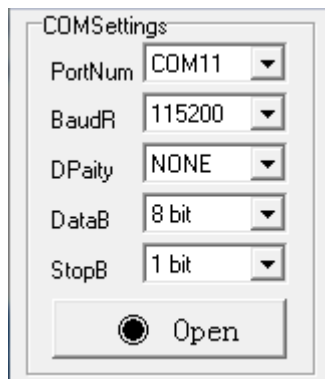 COMSettings
PortNum COM11
BaudR 115200
DPaity NONE
DataB 8 bit
StopB 1 bit
Open